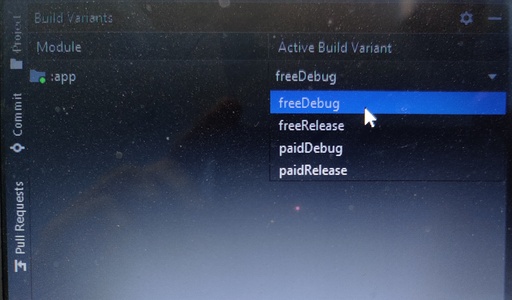 Build Variants
Module
Active Build Variant
:app
freeDebug
freeDebug
freeRelease
paidDebug
paidRelease
Project
Commit
Pull Requests